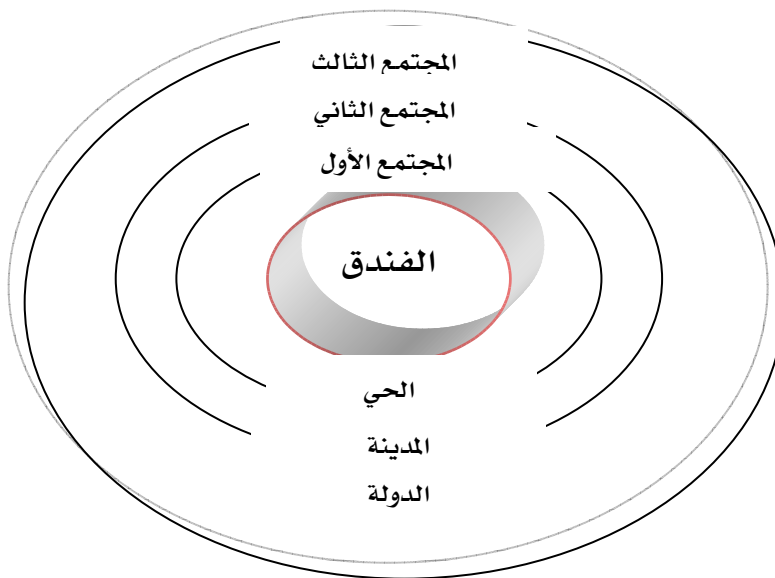 المجتمع الثالث
المجتمع الثاني
المجتمع الأول
الفندق
الحي
المدينة
الدولة